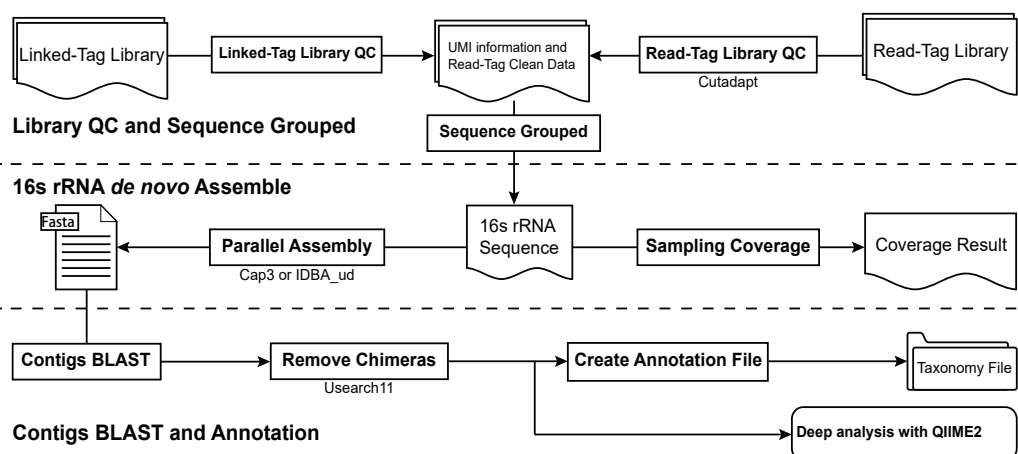 Linked-Tag Library
Linked-Tag Library QC
UMI information and
Read-Tag Clean Data
Read-Tag Library QC
Cutadapt
Read-Tag Library
Library QC and Sequence Grouped
Sequence Grouped
16s rRNA de novo Assemble
Fasta
Parallel Assembly
Cap3 or IDBA_ud
16s rRNA
Sequence
Sampling Coverage
Coverage Result
Contigs BLAST
Remove Chimeras
Usearch11
Create Annotation File
Taxonomy File
Contigs BLAST and Annotation
Deep analysis with QIIME2